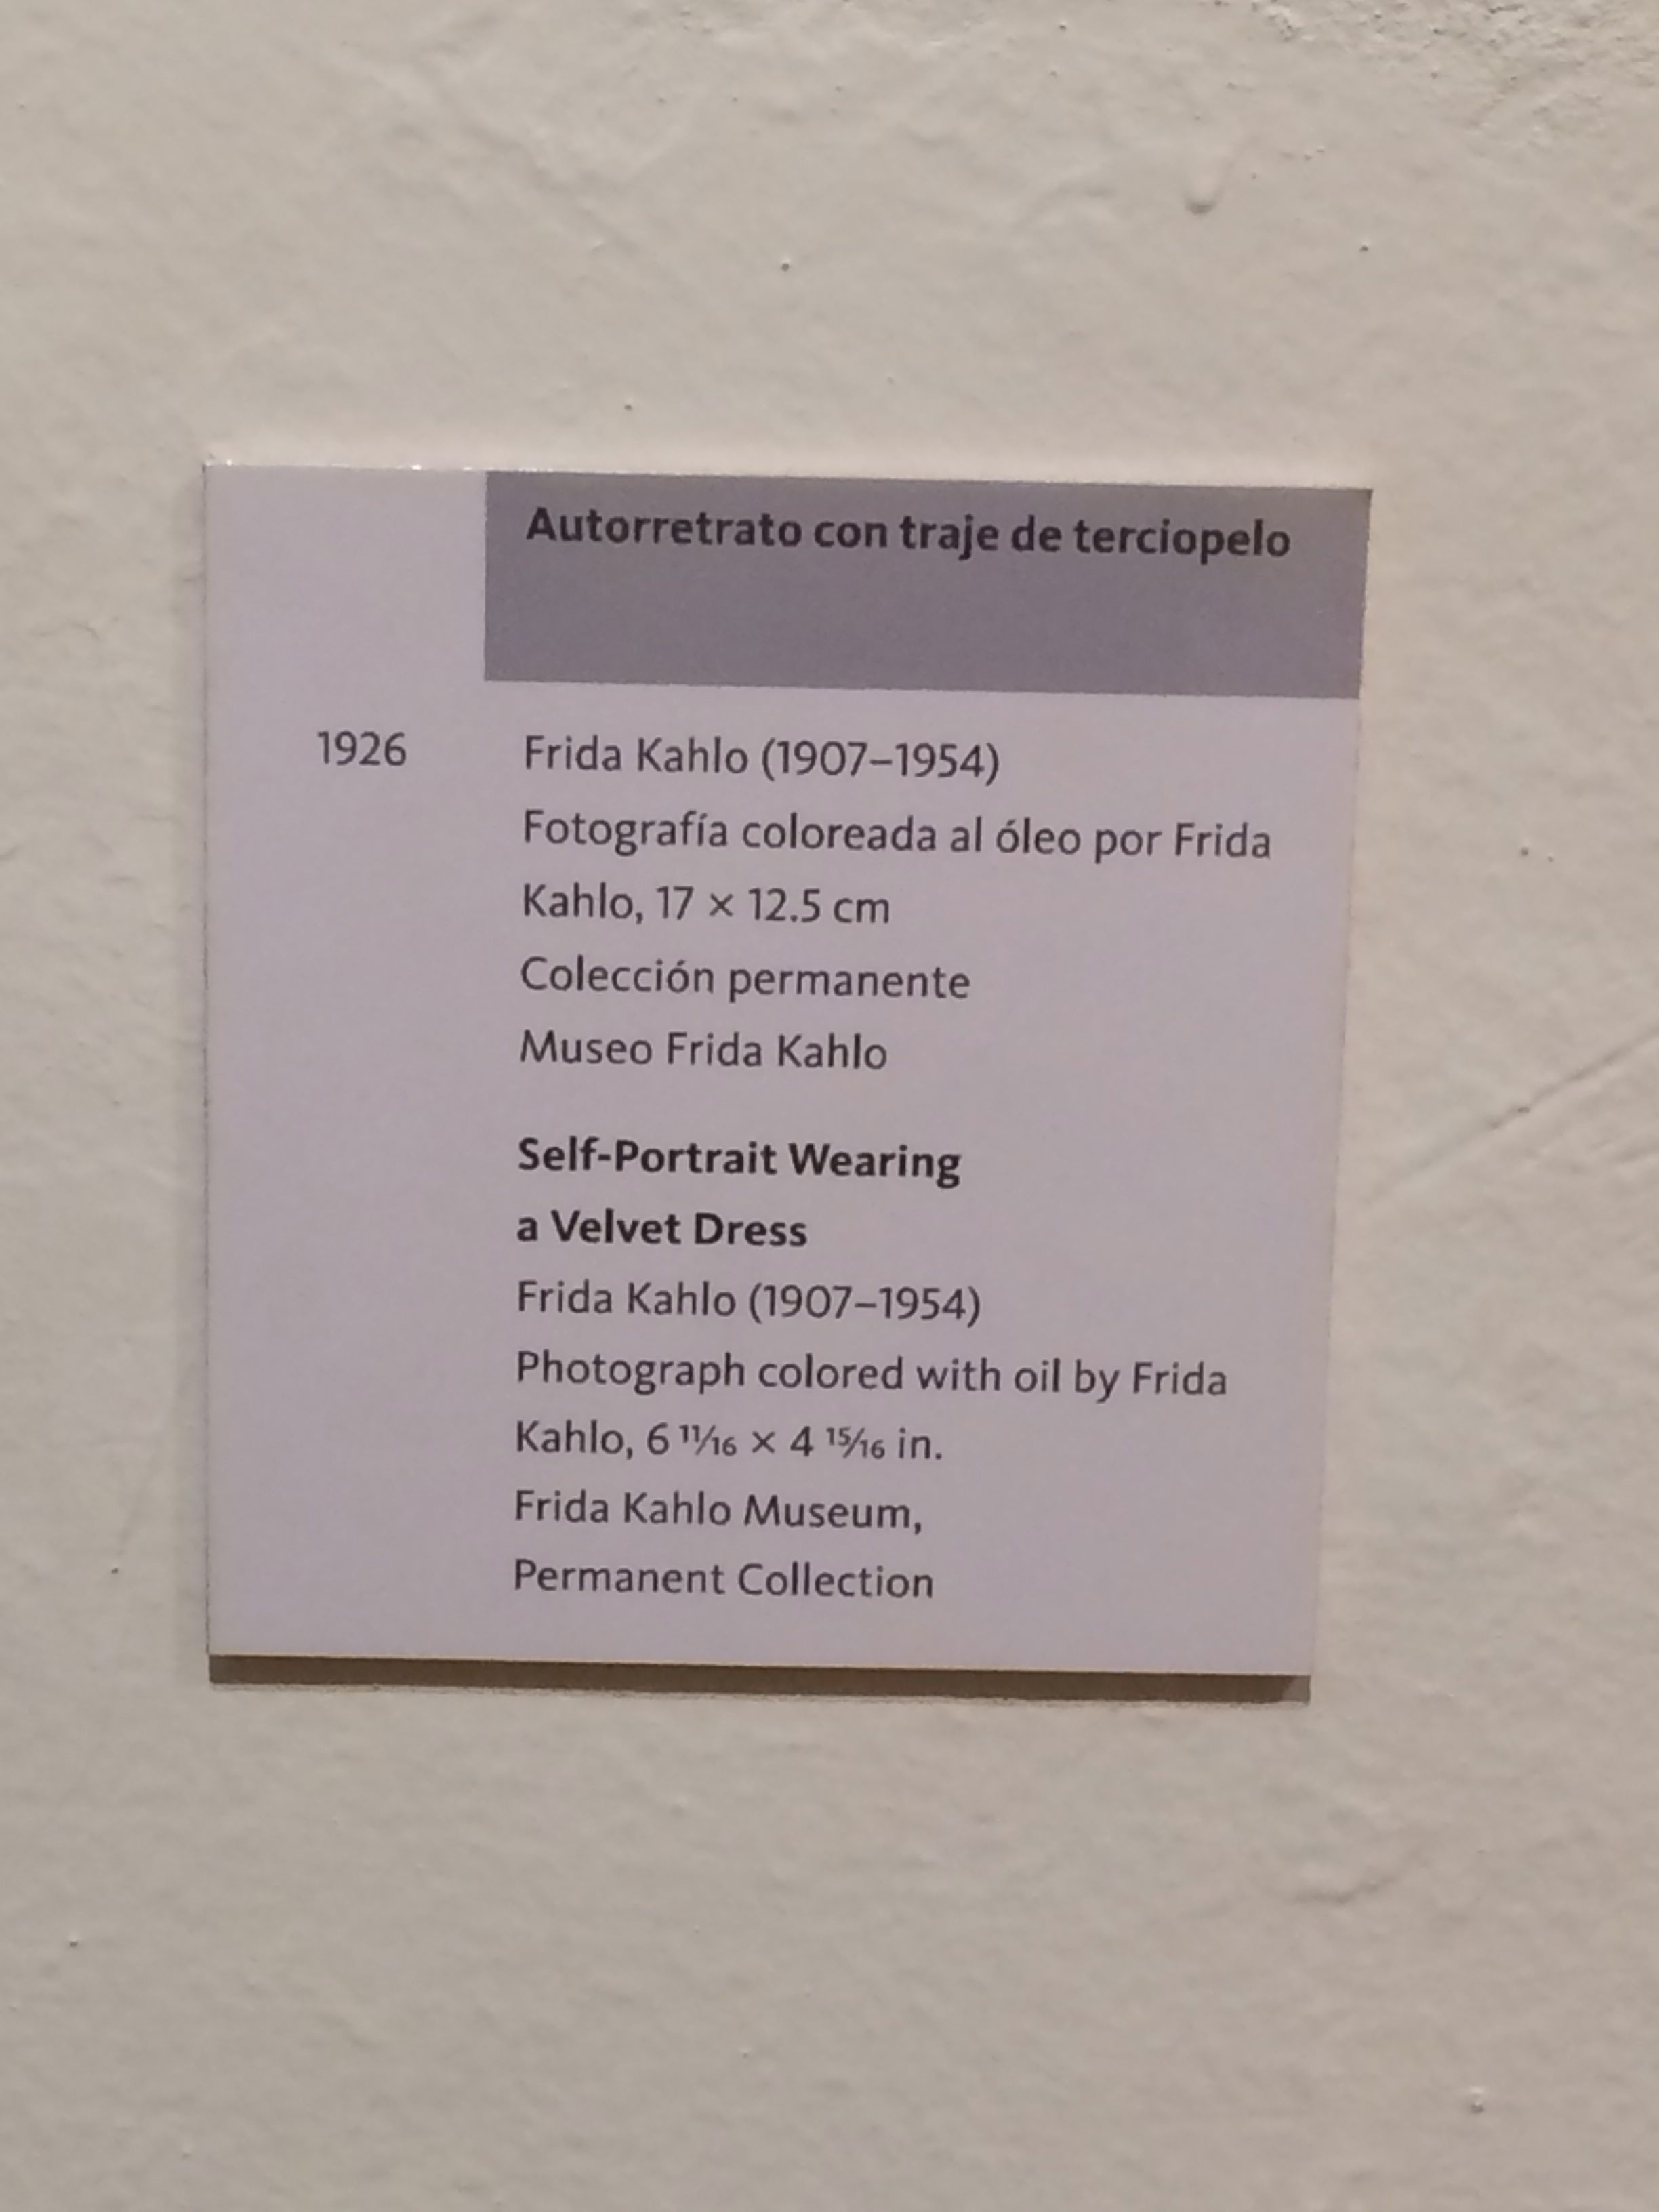 Autorretrato con traje de terciopelo
1926
Frida Kahlo (1907–1954)
Fotografía coloreada al óleo por Frida
Kahlo, 17 × 12.5 cm
Colección permanente
Museo Frida Kahlo
Self-Portrait Wearing
a Velvet Dress
Frida Kahlo (1907–1954)
Photograph colored with oil by Frida
Kahlo, 6 11/16 × 4 15/16 in.
Frida Kahlo Museum,
Permanent Collection